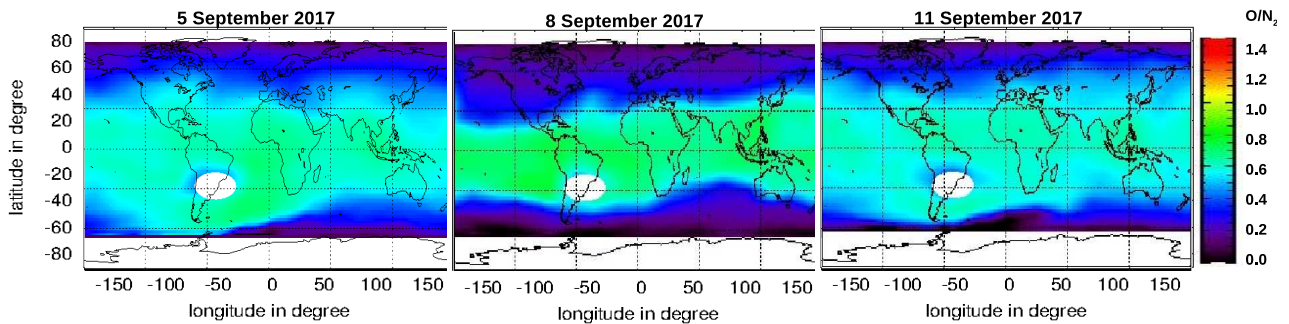 5 September 2017
8 September 2017
11 September 2017
O/N2
80
60
40
20
0
-20
-40
-60
-80
latitude in degree
1.4
1.2
1.0
0.8
0.6
0.4
0.2
0.0
-150 -100 -50 0 50 100 150
-150 -100 -50 0 50 100 150
-150 -100 -50 0 50 100 150
longitude in degree
longitude in degree
longitude in degree